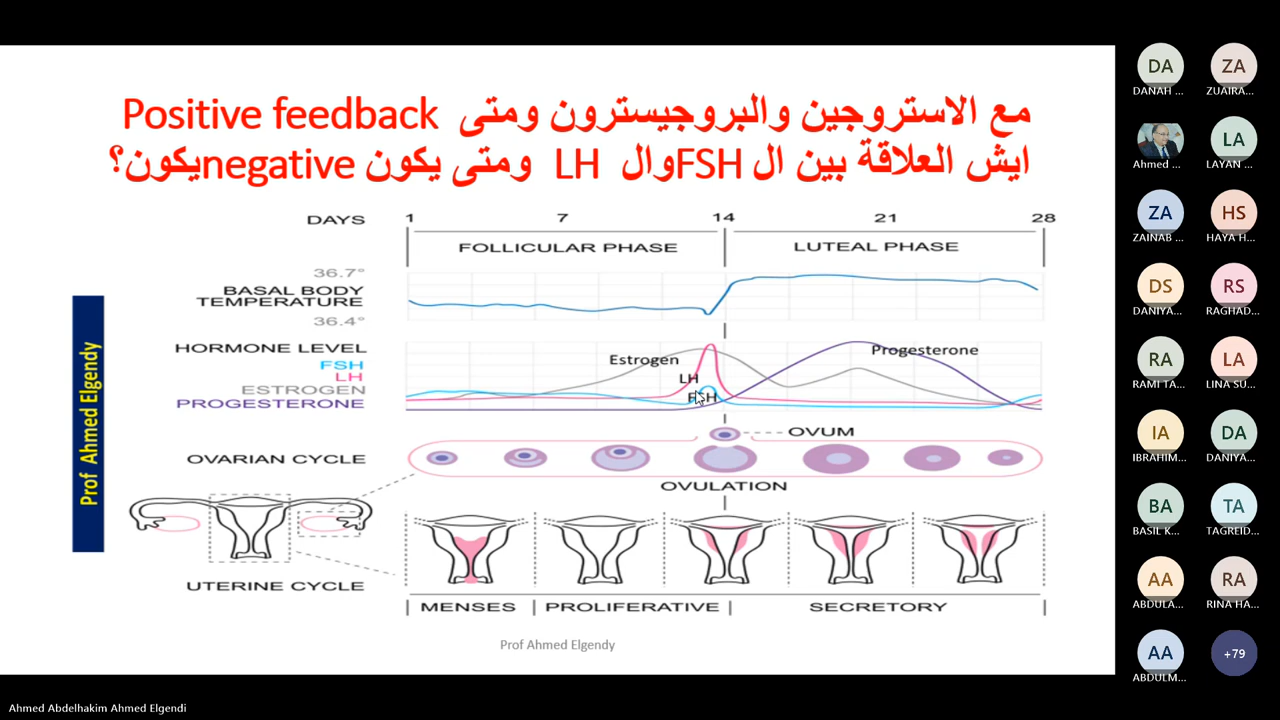 مع الاستروجين والبروجيسترون ومتى Positive feedback
ايش العلاقة بين ال FSHوال LH ومتى يكون negativeيكون؟
DAYS 1 7 14 21 28
FOLLICULAR PHASE LUTEAL PHASE
36.7°
BASAL BODY
TEMPERATURE
36.4°
HORMONE LEVEL
FSH
LH
ESTROGEN
PROGESTERONE
Estrogen
LH
FSH
Progesterone
OVUM
OVARIAN CYCLE
OVULATION
UTERINE CYCLE
MENSES PROLIFERATIVE SECRETORY
Prof Ahmed Elgendy
Prof Ahmed Elgendy
DA ZA
DANAH ... ZUAIRA...
LA
Ahmed ... LAYAN ...
ZA HS
ZAINAB ... HAYA H...
DS RS
DANIYA... RAGHAD...
RA LA
RAMI TA... LINA SU...
IA DA
IBRAHIM... DANIYA...
BA TA
BASIL K... TAGREID...
AA RA
ABDULA... RINA HA...
AA +79
ABDULM...
Ahmed Abdelhakim Ahmed Elgendi